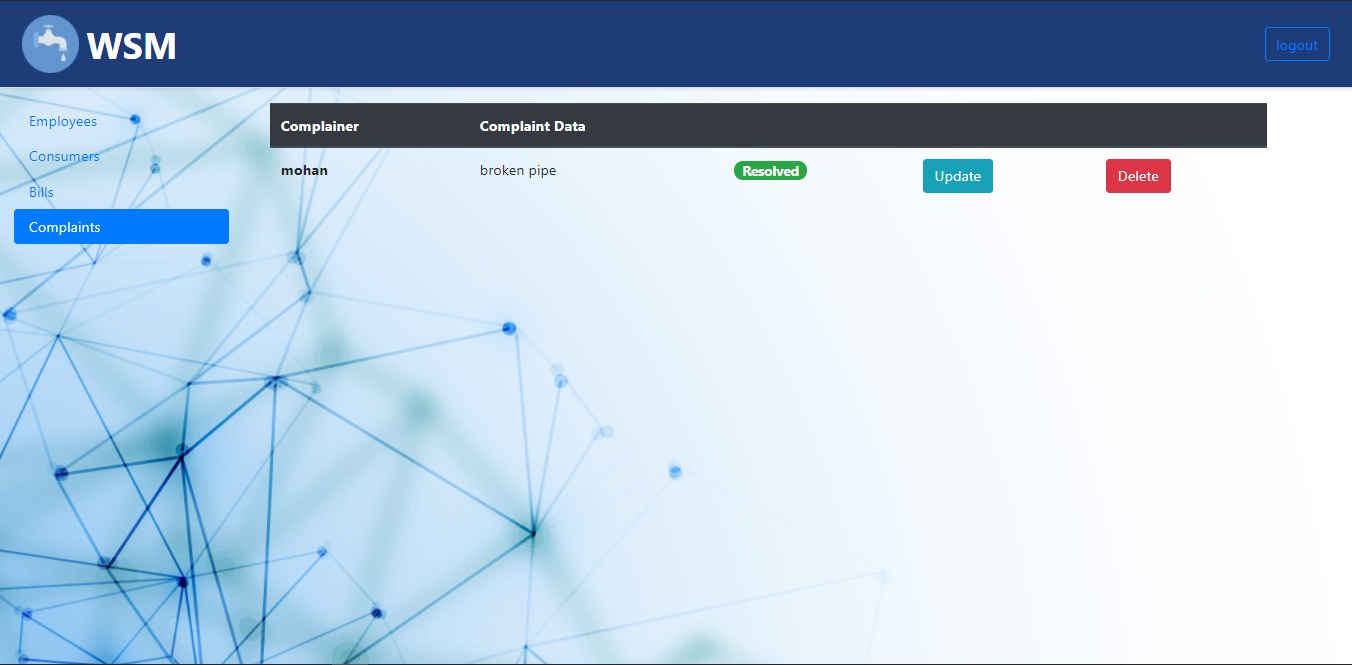 WSM
logout
Employees
Consumers
Bills
Complaints
Complainer Complaint Data
mohan broken pipe Resolved Update Delete